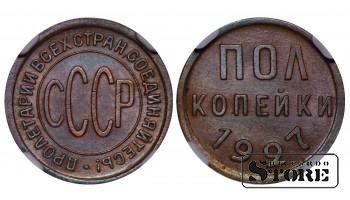 ПРОЛЕТАРИИ ВСЕХ СТРАН СОЕДИНЯЙТЕСЬ!
СССР
ПОЛ
КОПЕЙКИ
1927
STORE